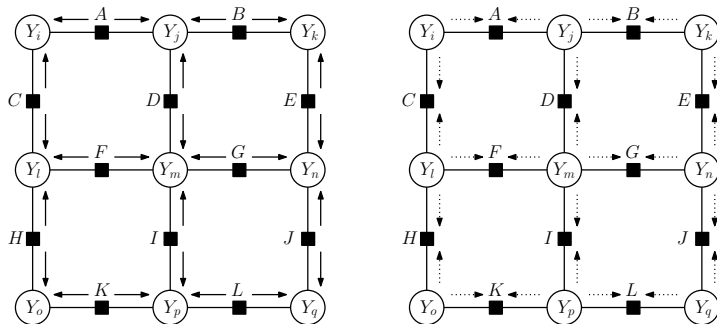 A B A B
Y_i Y_j Y_k Y_i Y_j Y_k
C D E C D E
F G F G
Y_l Y_m Y_n Y_l Y_m Y_n
H I J H I J
K L K L
Y_o Y_p Y_q Y_o Y_p Y_q